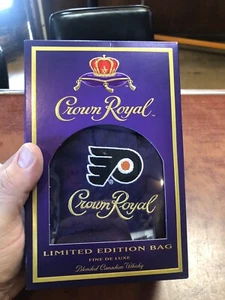 Crown Royal
Crown Royal
LIMITED EDITION BAG
FINE DE LUXE
Blended Canadian Whisky